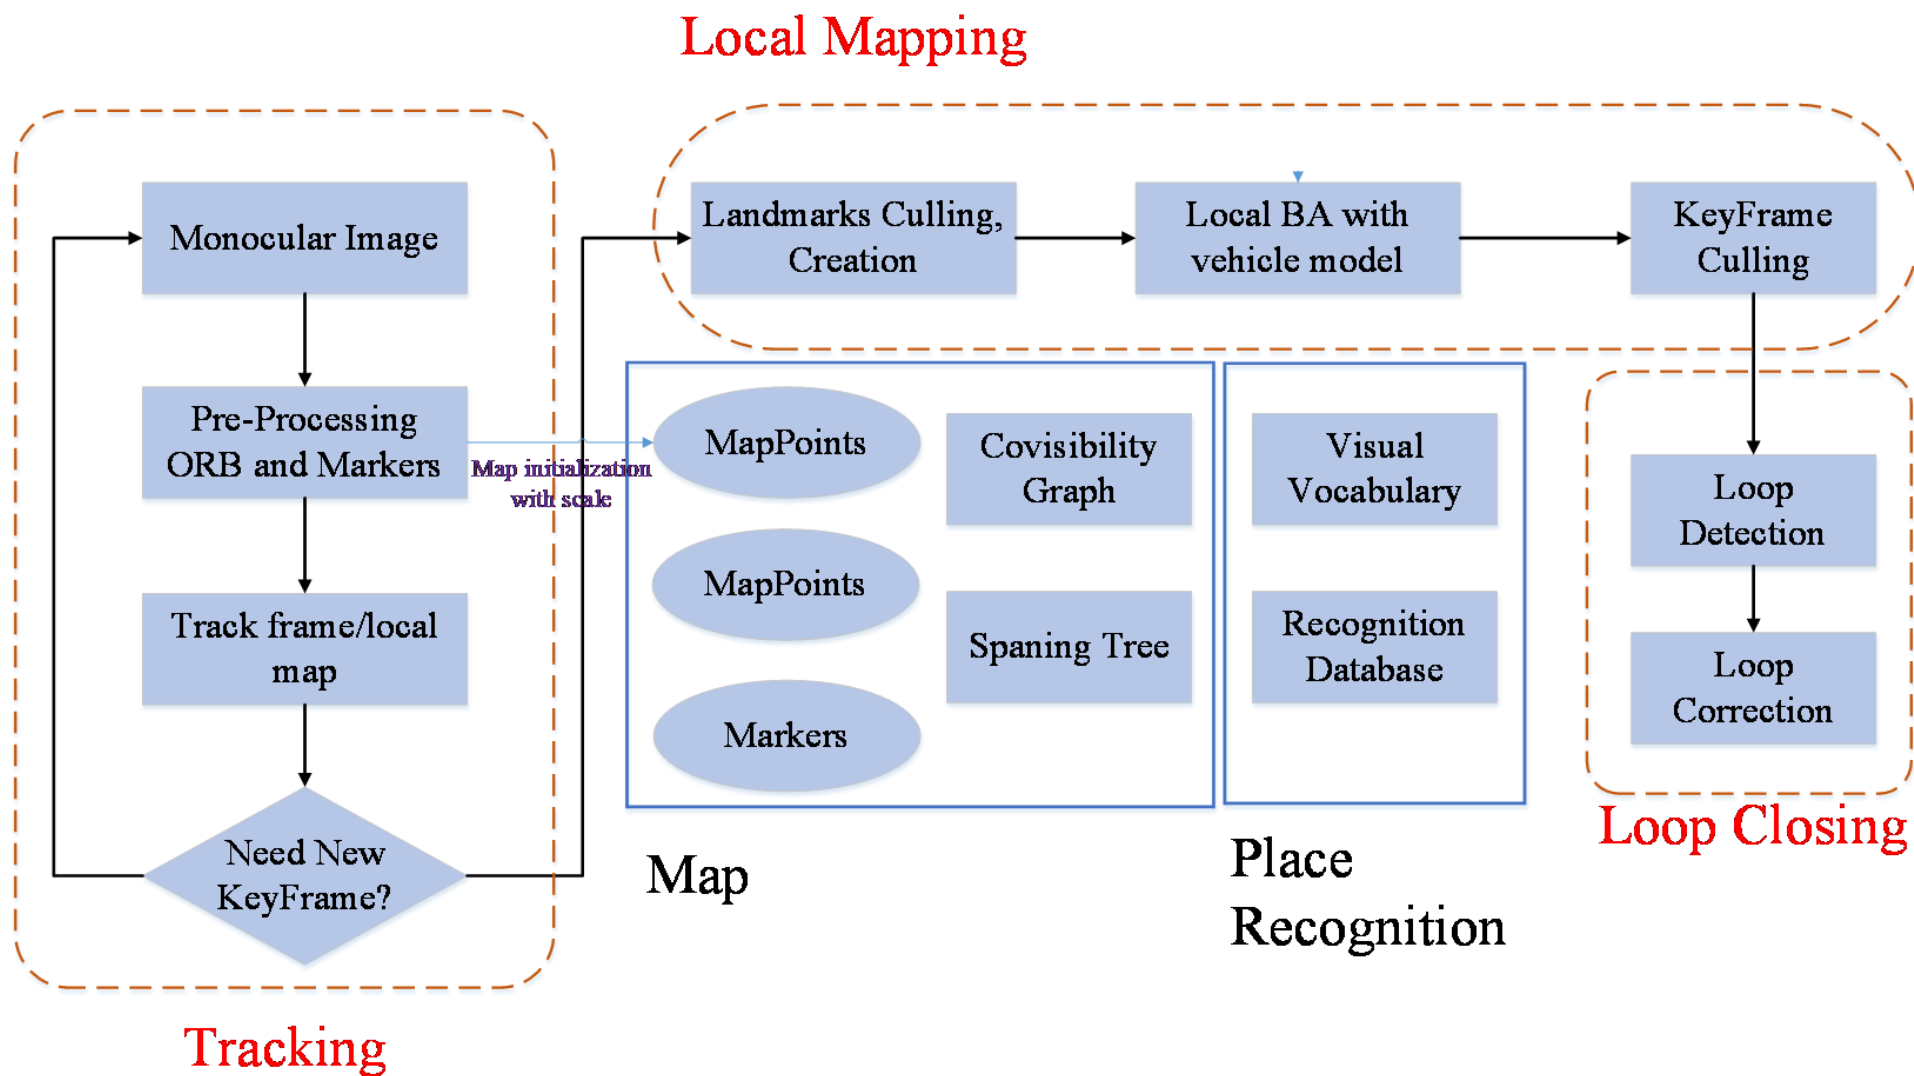 Local Mapping
Monocular Image
Pre-Processing
ORB and Markers
Track frame/local
map
Need New
KeyFrame?
Tracking
Map initialization
with scale
Landmarks Culling,
Creation
Local BA with
vehicle model
KeyFrame
Culling
MapPoints
MapPoints
Markers
Covisibility
Graph
Spaning Tree
Map
Visual
Vocabulary
Recognition
Database
Place
Recognition
Loop
Detection
Loop
Correction
Loop Closing